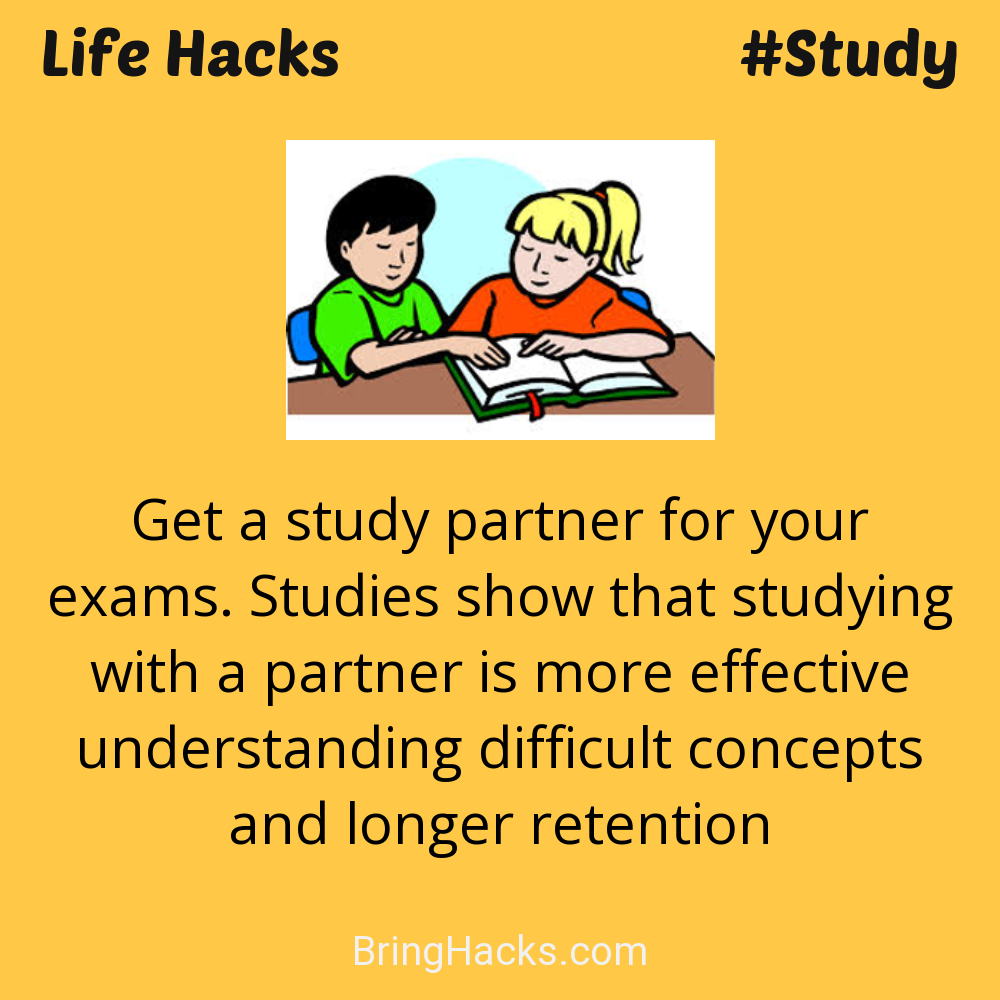 Life Hacks
#Study
Get a study partner for your
exams. Studies show that studying
with a partner is more effective
understanding difficult concepts
and longer retention
BringHacks.com